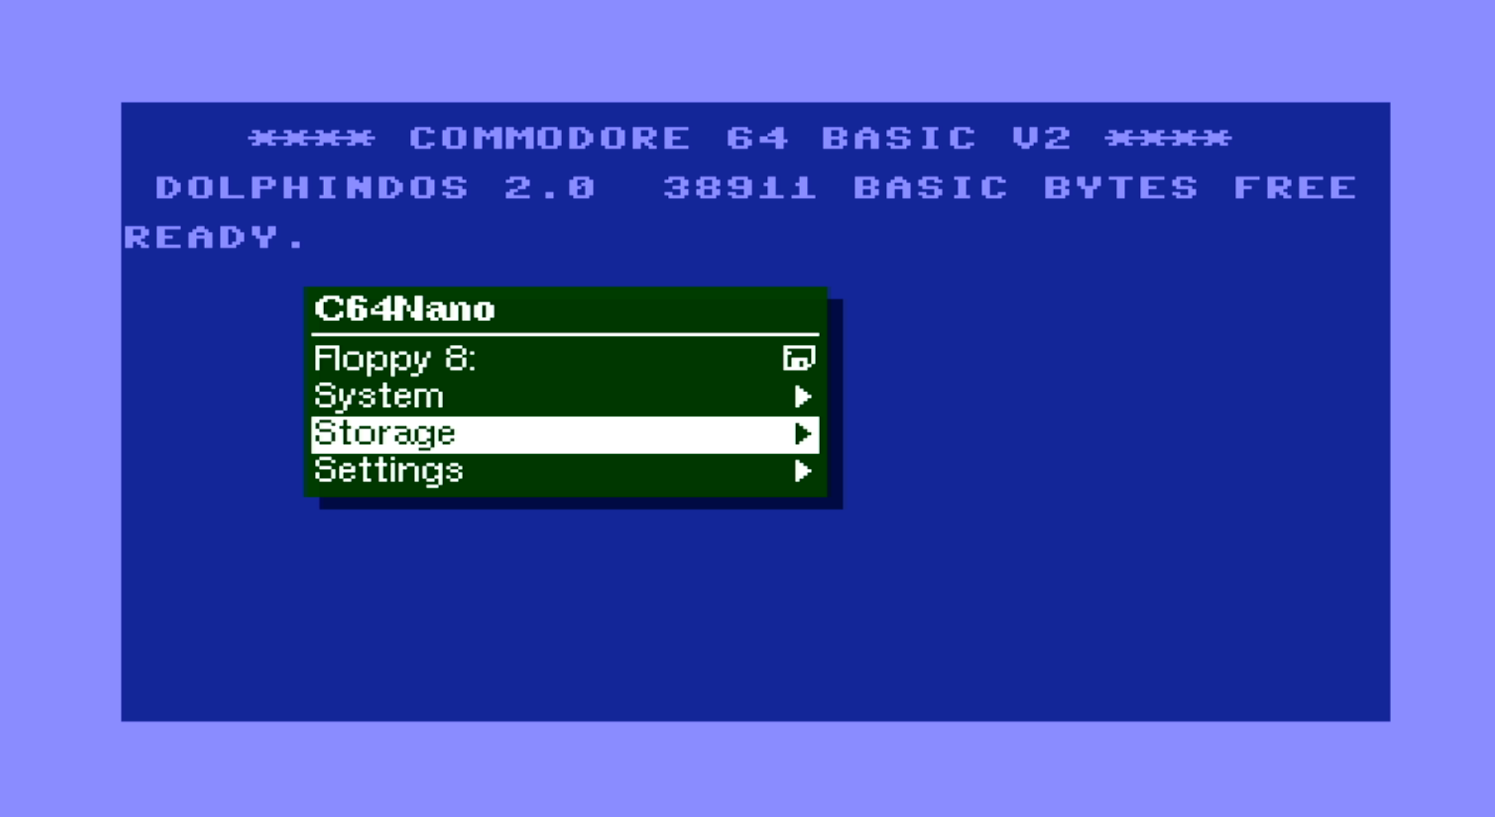 **** COMMODORE 64 BASIC V2 ****
DOLPHINDOS 2.0  38911 BASIC BYTES FREE
READY.
C64Nano
Floppy 8:
System
Storage
Settings